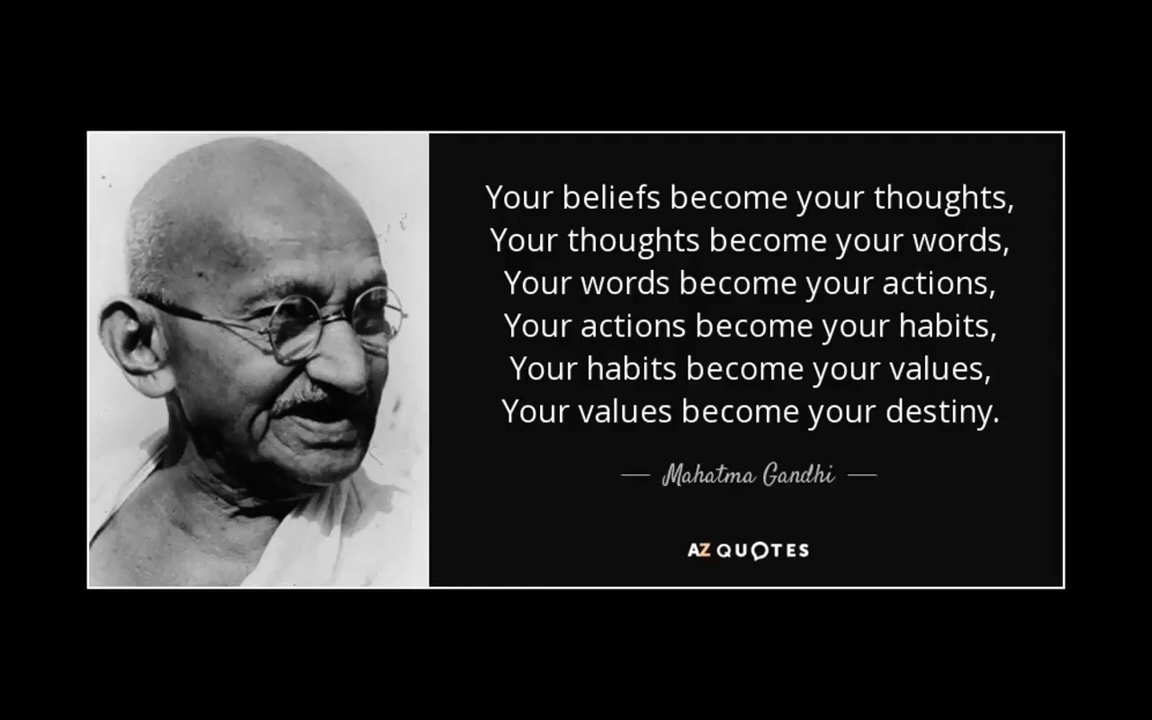 Your beliefs become your thoughts,
Your thoughts become your words,
Your words become your actions,
Your actions become your habits,
Your habits become your values,
Your values become your destiny.
Mahatma Gandhi
AZ QUOTES